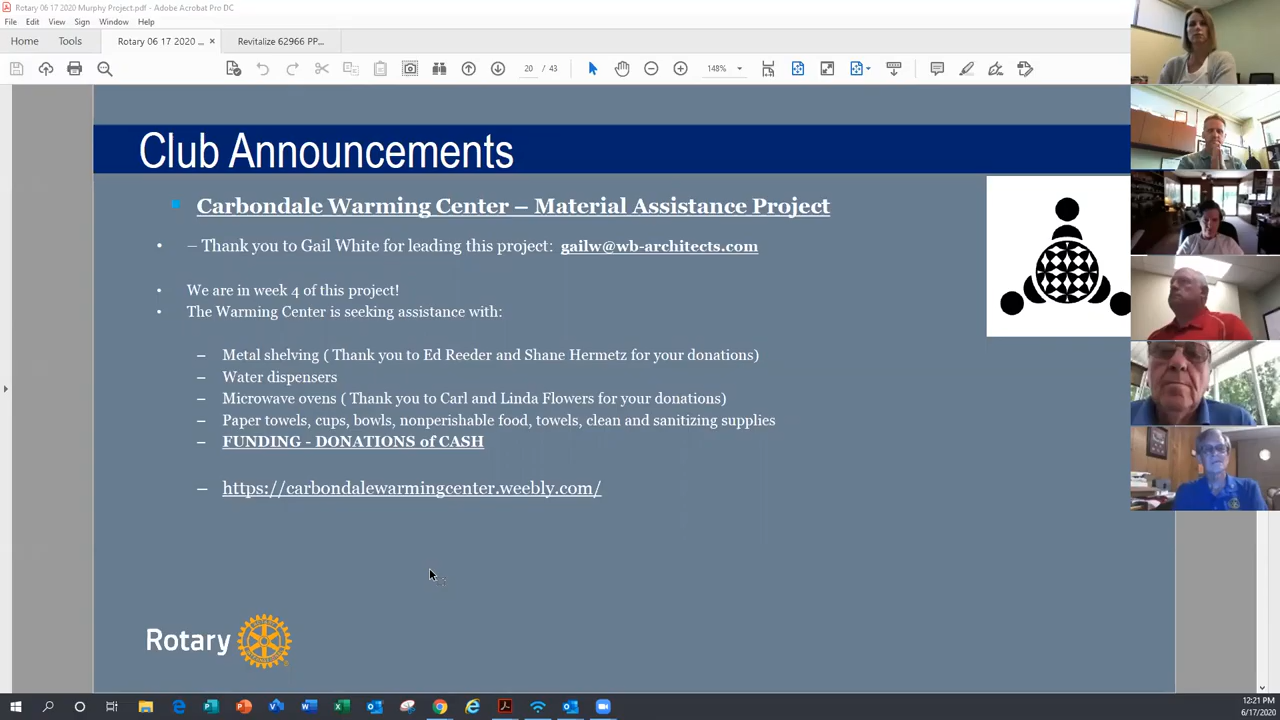 Rotary 06 17 2020 Murphy Project.pdf - Adobe Acrobat Pro DC
File Edit View Sign Window Help
Home Tools Rotary 06 17 2020 ... × Revitalize 62966 PP...
20 / 43 148%
Club Announcements
Carbondale Warming Center – Material Assistance Project
• – Thank you to Gail White for leading this project: gailw@wb-architects.com
• We are in week 4 of this project!
• The Warming Center is seeking assistance with:
– Metal shelving ( Thank you to Ed Reeder and Shane Hermetz for your donations)
– Water dispensers
– Microwave ovens ( Thank you to Carl and Linda Flowers for your donations)
– Paper towels, cups, bowls, nonperishable food, towels, clean and sanitizing supplies
– FUNDING - DONATIONS of CASH
– https://carbondalewarmingcenter.weebly.com/
Rotary
12:21 PM
6/17/2020